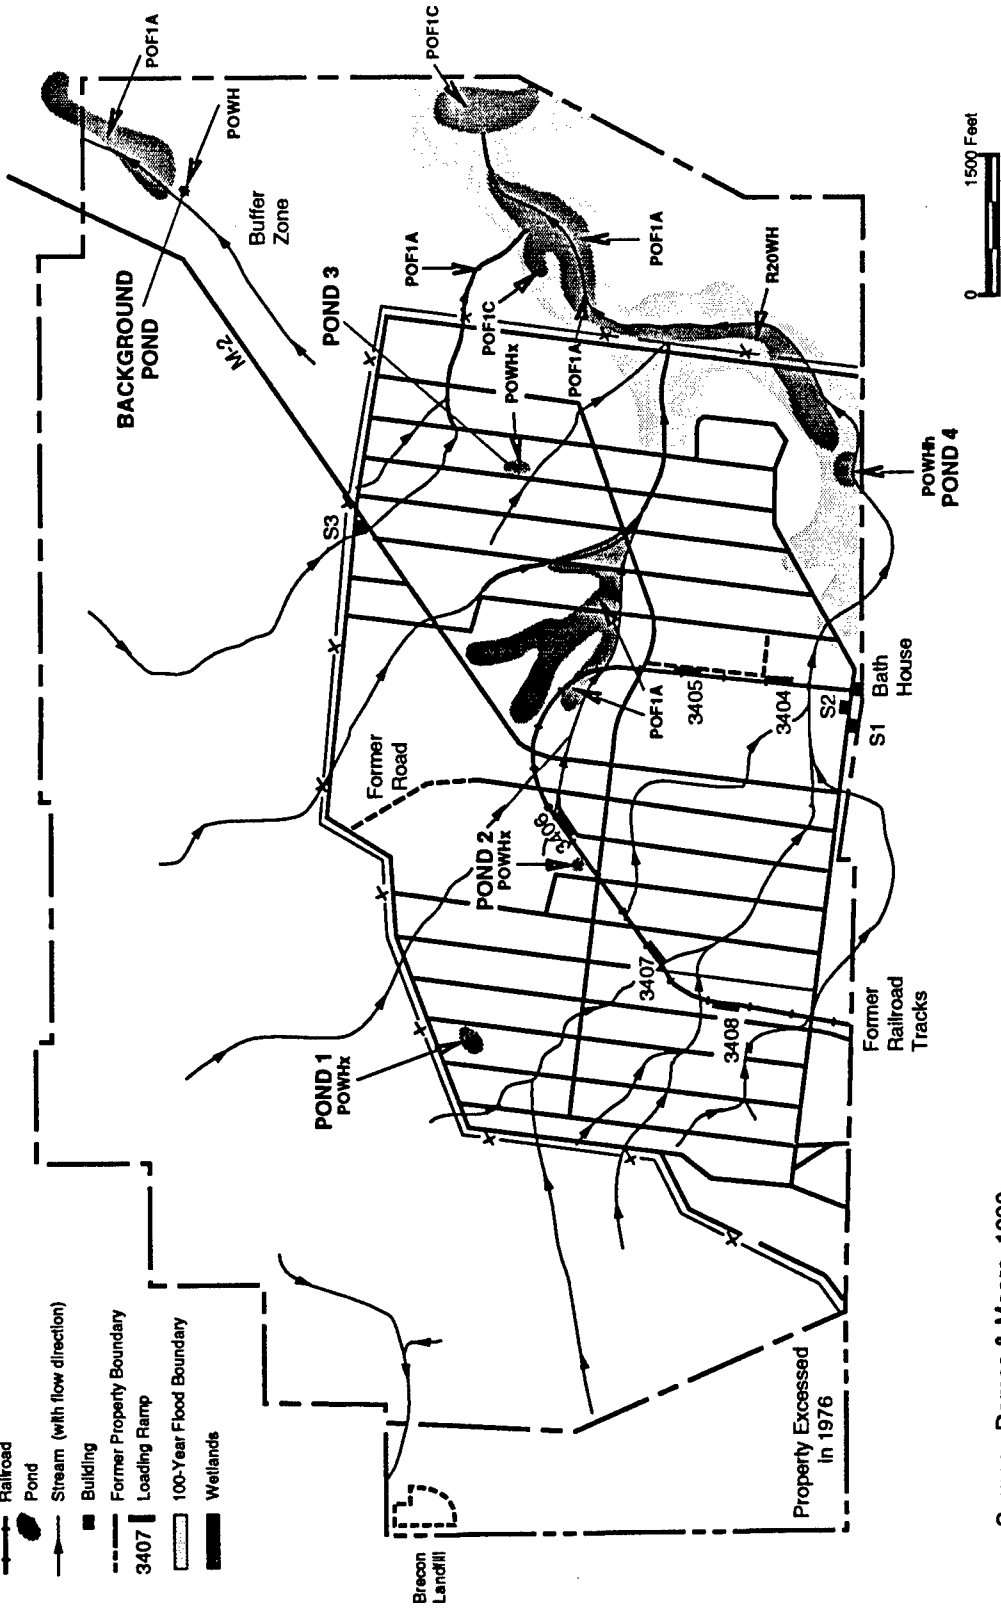 Railroad
Pond
Stream (with flow direction)
Building
Former Property Boundary
3407 Loading Ramp
100-Year Flood Boundary
Wetlands
Brecon
Landfill
Property Excessed
in 1976
POND 1
POWHx
Former
Road
POND 2
POWHx
3406
3407
3408
Former
Railroad
Tracks
S3
M-2
BACKGROUND
POND
POND 3
POWHx
Buffer
Zone
POF1A
POWH
POF1C
POF1A
POF1C
POF1A
POF1A
R20WH
POF1A
3405
3404
S2
S1
Bath
House
POWHh
POND 4
0
1500 Feet